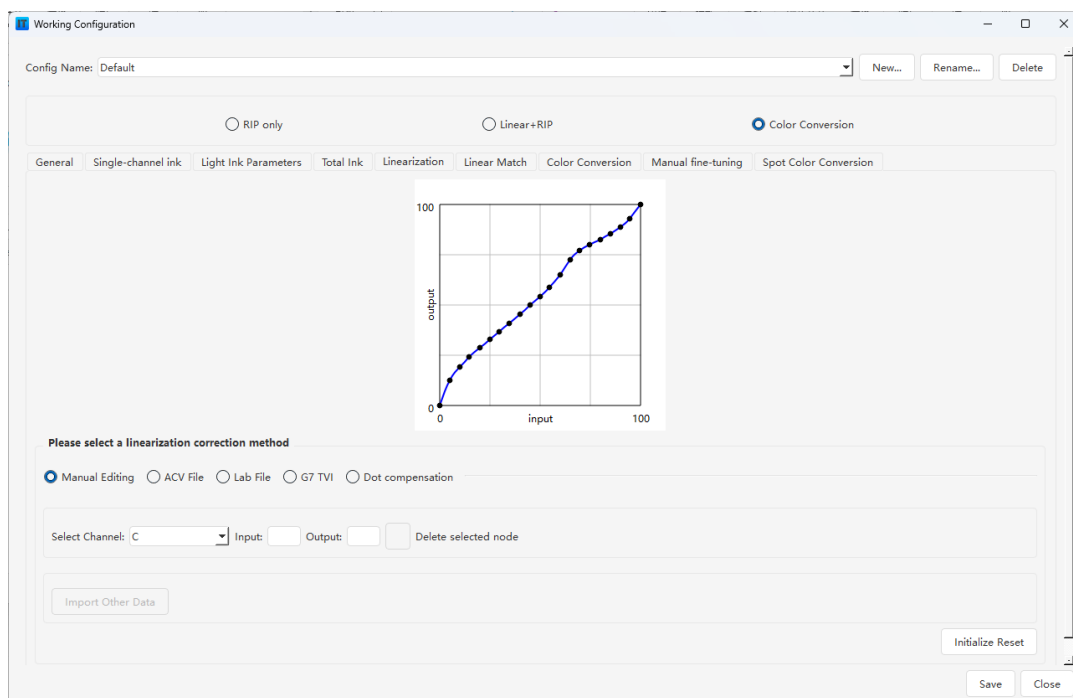 IT Working Configuration
Config Name: Default New... Rename... Delete
RIP only Linear+RIP Color Conversion
General Single-channel ink Light Ink Parameters Total Ink Linearization Linear Match Color Conversion Manual fine-tuning Spot Color Conversion
100
output
0
0 input 100
Please select a linearization correction method
Manual Editing ACV File Lab File G7 TVI Dot compensation
Select Channel: C Input: Output: Delete selected node
Import Other Data
Initialize Reset
Save Close